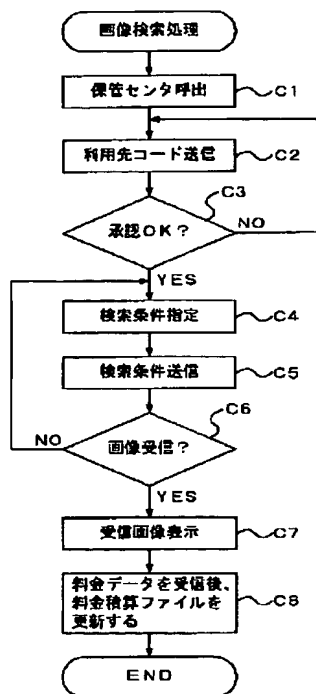 画像検索処理
保管センタ呼出
C1
利用先コード送信
C2
C3
承認OK?
NO
YES
検索条件指定
C4
検索条件送信
C5
C6
画像受信?
NO
YES
受信画像表示
C7
料金データを受信後、
料金積算ファイルを
更新する
C8
END